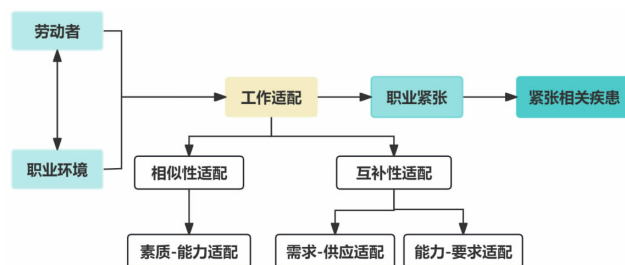 劳动者
工作适配
职业紧张
紧张相关疾患
职业环境
相似性适配
互补性适配
素质-能力适配
需求-供应适配
能力-要求适配